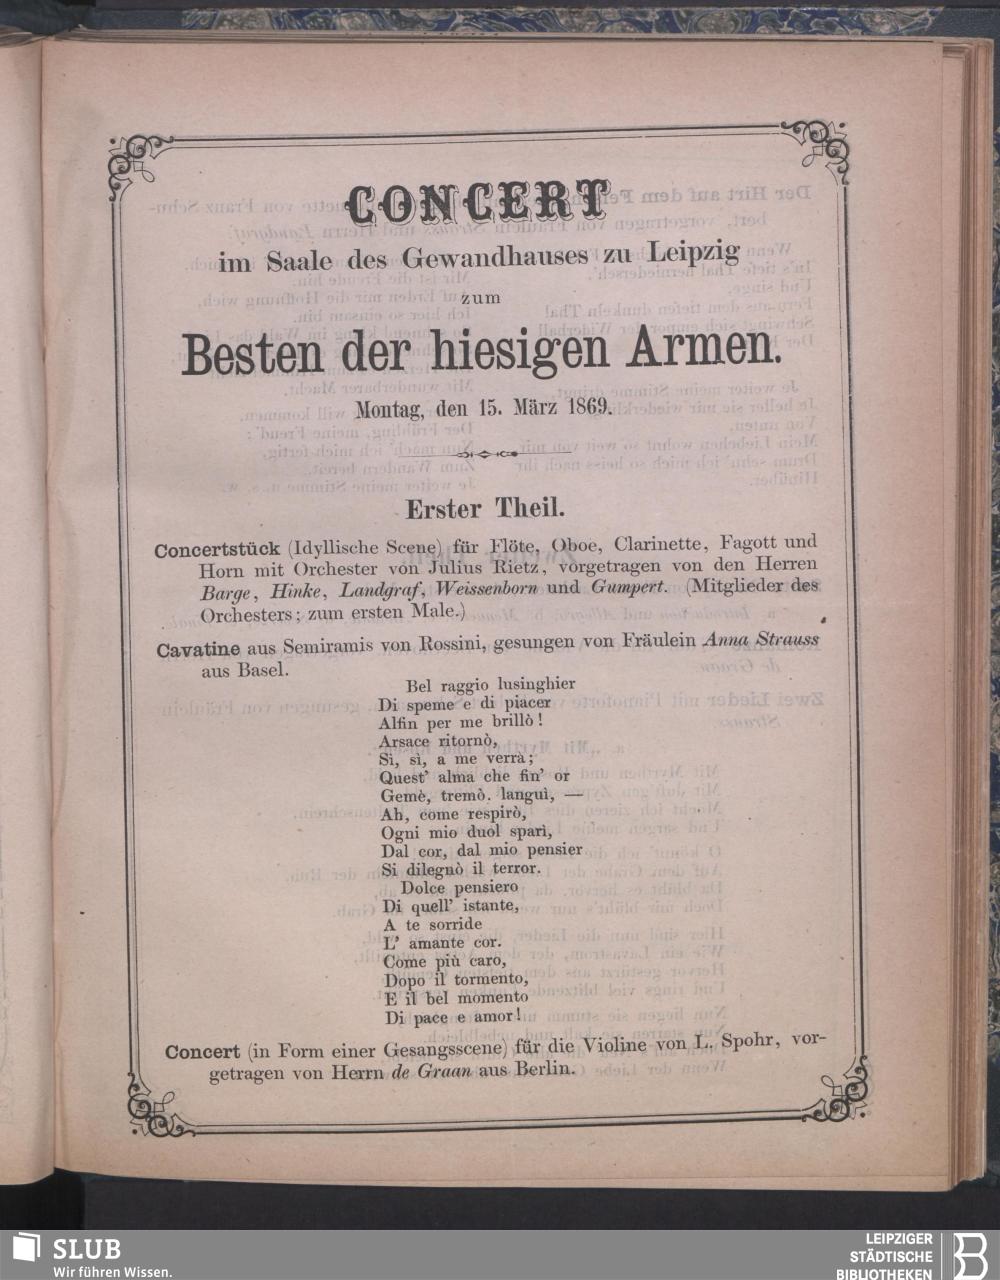 CONCERT
im Saale des Gewandhauses zu Leipzig
zum
Besten der hiesigen Armen.
Montag, den 15. März 1869.
Erster Theil.
Concertstück (Idyllische Scene) für Flöte, Oboe, Clarinette, Fagott und
Horn mit Orchester von Julius Rietz, vorgetragen von den Herren
Barge, Hinke, Landgraf, Weissenborn und Gumpert. (Mitglieder des
Orchesters; zum ersten Male.)
Cavatine aus Semiramis von Rossini, gesungen von Fräulein Anna Strauss
aus Basel.
Bel raggio lusinghier
Di speme e di piacer
Alfin per me brillò!
Arsace ritornò,
Sì, sì, a me verrà;
Quest' alma che fin' or
Gemè, tremò. languì, —
Ah, come respirò,
Ogni mio duol sparì,
Dal cor, dal mio pensier
Si dilegnò il terror.
Dolce pensiero
Di quell' istante,
A te sorride
L' amante cor.
Come più caro,
Dopo il tormento,
E il bel momento
Di pace e amor!
Concert (in Form einer Gesangsscene) für die Violine von L. Spohr, vor-
getragen von Herrn de Graan aus Berlin.
SLUB
Wir führen Wissen.
LEIPZIGER
STÄDTISCHE
BIBLIOTHEKEN